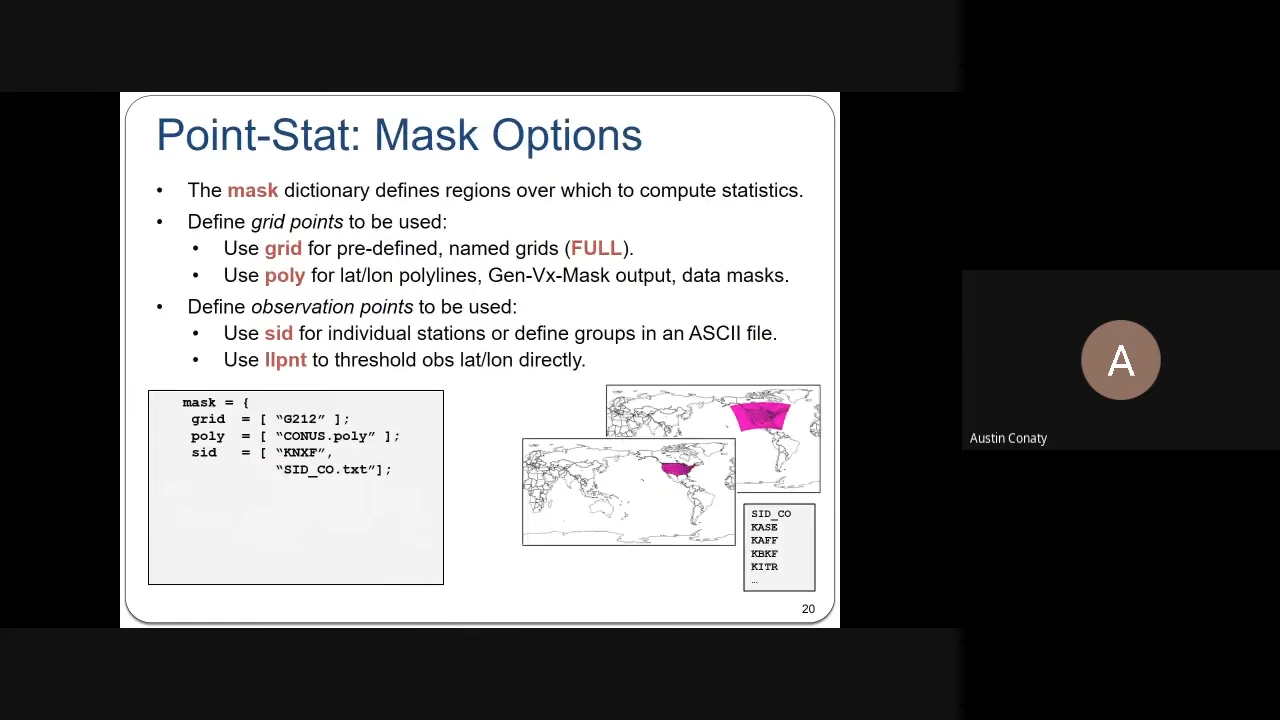 Point-Stat: Mask Options
• The mask dictionary defines regions over which to compute statistics.
• Define grid points to be used:
• Use grid for pre-defined, named grids (FULL).
• Use poly for lat/lon polylines, Gen-Vx-Mask output, data masks.
• Define observation points to be used:
• Use sid for individual stations or define groups in an ASCII file.
• Use llpnt to threshold obs lat/lon directly.
mask = {
grid = [ “G212” ];
poly = [ “CONUS.poly” ];
sid = [ “KNXF”,
“SID_CO.txt”];
SID_CO
KASE
KAFF
KBKF
KITR
…
20
A
Austin Conaty